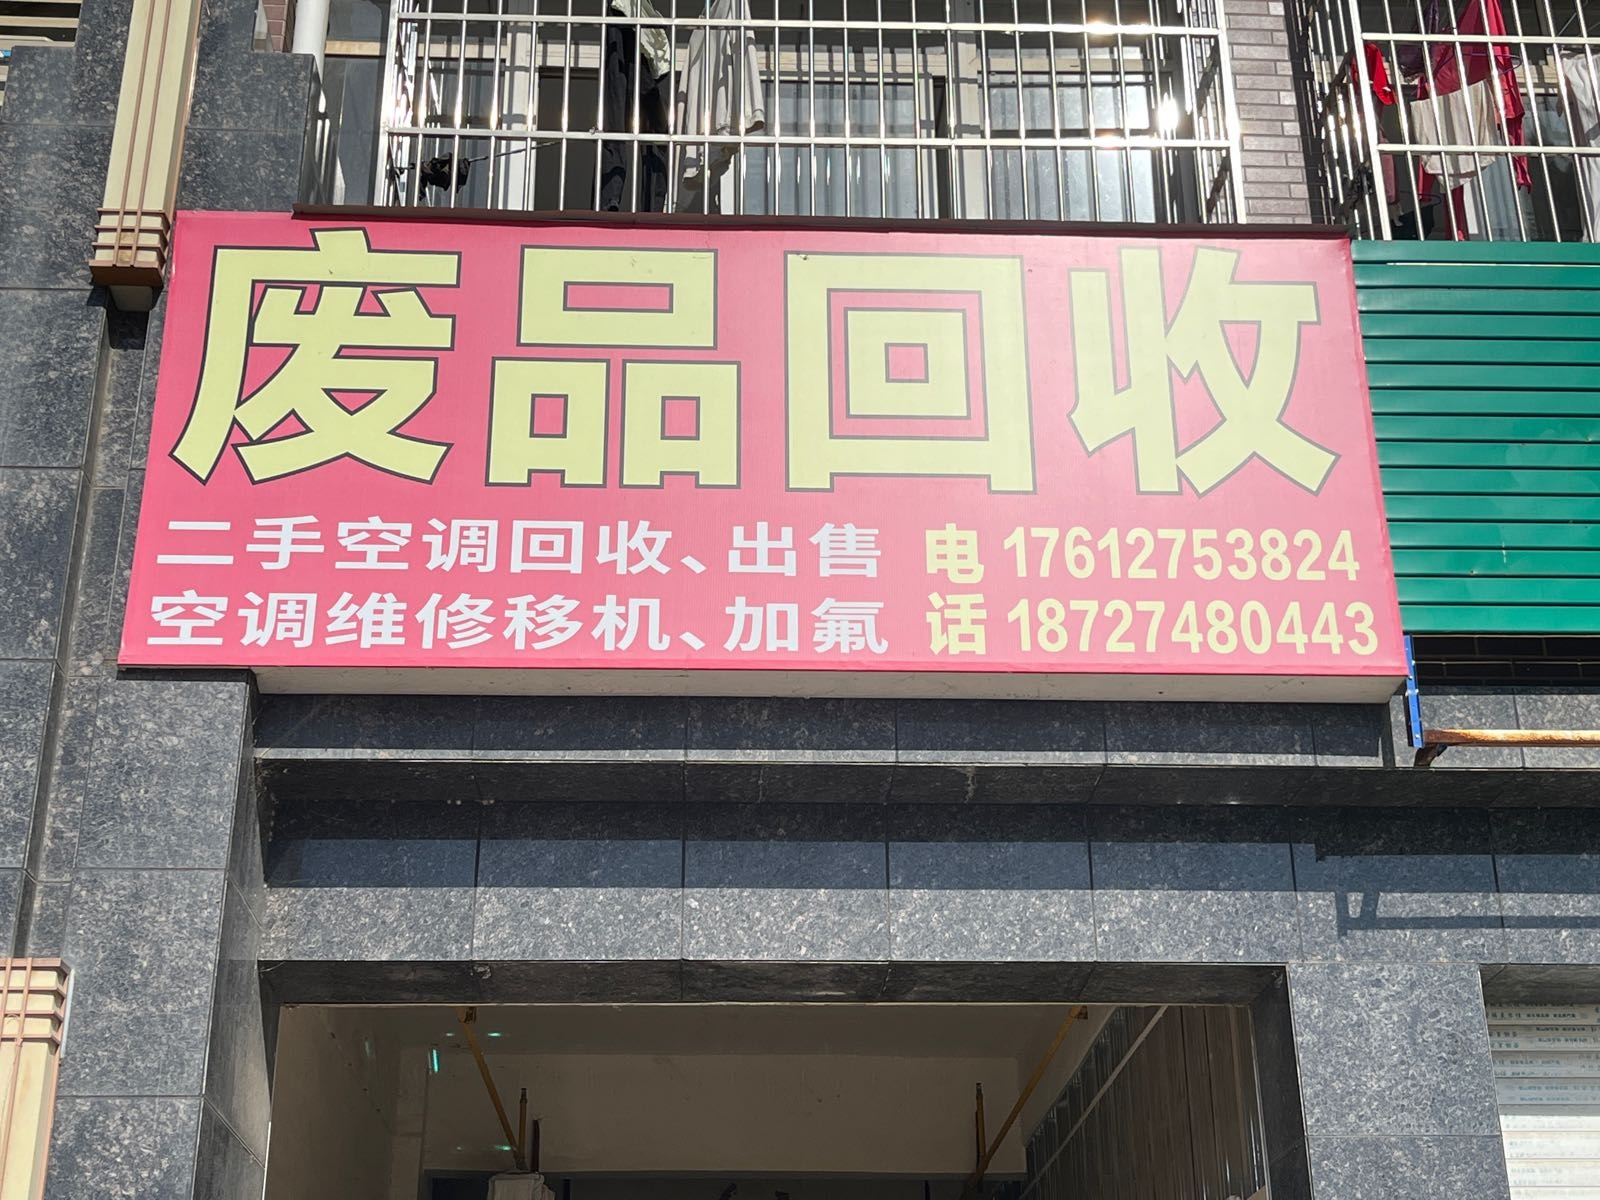 废品回收
二手空调回收、出售 电 17612753824
空调维修移机、加氟 话 18727480443